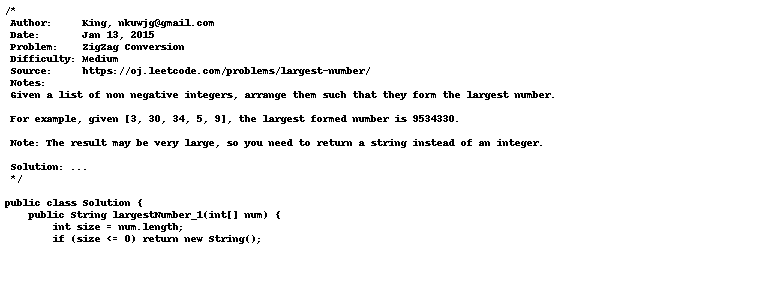 /*
 Author:     King, nkuwjg@gmail.com
 Date:       Jan 13, 2015
 Problem:    ZigZag Conversion
 Difficulty: Medium
 Source:     https://oj.leetcode.com/problems/largest-number/
 Notes:
 Given a list of non negative integers, arrange them such that they form the largest number.

 For example, given [3, 30, 34, 5, 9], the largest formed number is 9534330.

 Note: The result may be very large, so you need to return a string instead of an integer.

 Solution: ...
 */

public class Solution {
    public String largestNumber_1(int[] num) {
        int size = num.length;
        if (size <= 0) return new String();